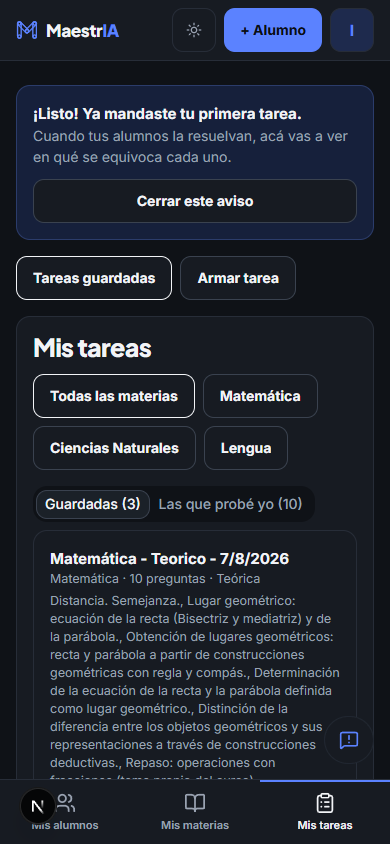 MaestrIA
+ Alumno
I
¡Listo! Ya mandaste tu primera tarea.
Cuando tus alumnos la resuelvan, acá vas a ver
en qué se equivoca cada uno.
Cerrar este aviso
Tareas guardadas
Armar tarea
Mis tareas
Todas las materias
Matemática
Ciencias Naturales
Lengua
Guardadas (3)
Las que probé yo (10)
Matemática - Teorico - 7/8/2026
Matemática · 10 preguntas · Teórica
Distancia. Semejanza., Lugar geométrico:
ecuación de la recta (Bisectriz y mediatriz) y de
la parábola., Obtención de lugares geométricos:
recta y parábola a partir de construcciones
geométricas con regla y compás., Determinación
de la ecuación de la recta y la parábola definida
como lugar geométrico., Distinción de la
diferencia entre los objetos geométricos y sus
representaciones a través de construcciones
deductivas., Repaso: operaciones con
N
Mis alumnos
Mis materias
Mis tareas